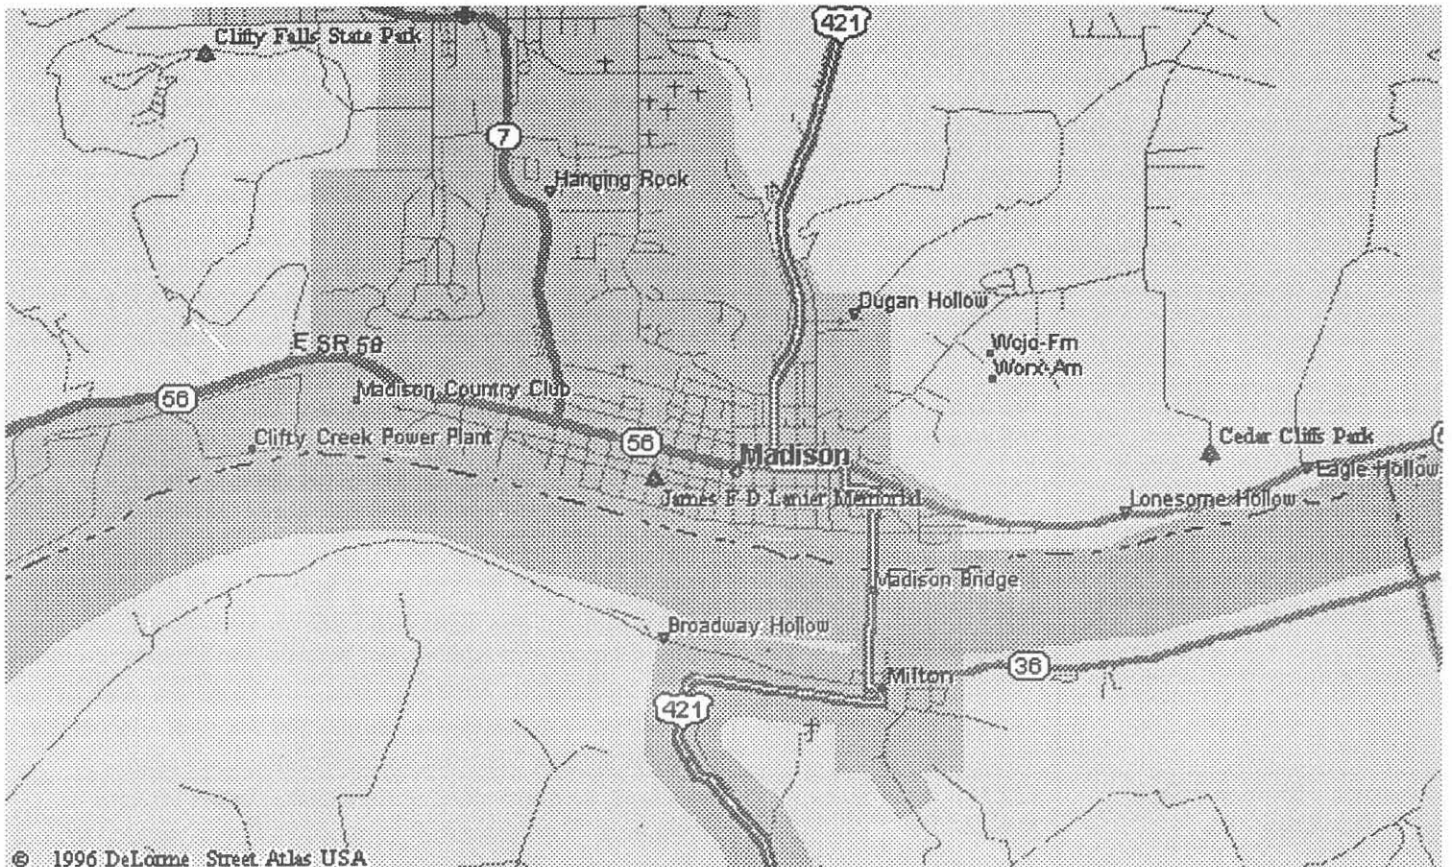 421
Clifty Falls State Park
7
Hanging Rock
Dugan Hollow
E SR 56
Wojo-Fm
Worx-Am
56
Madison Country Club
Clifty Creek Power Plant
56
Madison
Cedar Cliffs Park
Eagle Hollow
James F D Lanier Memorial
Lonesome Hollow
Madison Bridge
Broadway Hollow
36
Milton
421
© 1996 DeLorme Street Atlas USA